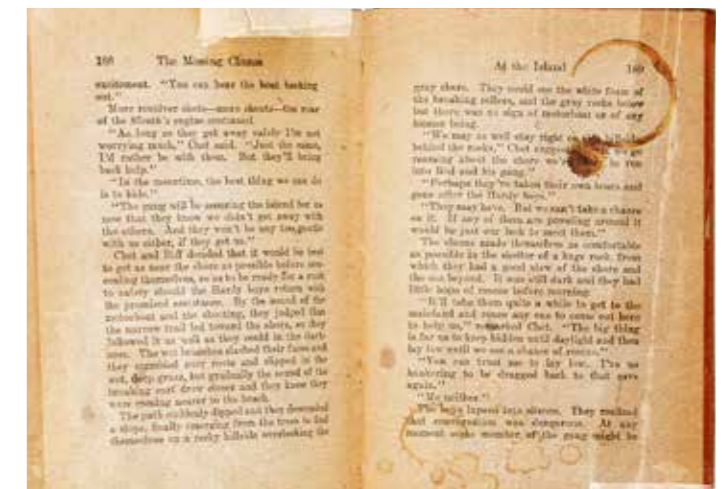 188 The Missing Chums
excitement. "You can hear the boat backing
out."
More revolver shots—more shouts—the roar
of the Sleuth's engine continued.
"As long as they get away safely I'm not
worrying much," Chet said. "Just the same,
I'd rather be with them. But they'll bring
back help."
"In the meantime, the best thing we can do
is to hide."
"The gang will be scouring the island for us
now that they know we didn't get away with
the others. And they won't be any too gentle
with us either, if they get us."
Chet and Biff decided that it would be best
to get as near the shore as possible before con-
cealing themselves, so as to be ready for a rush
to safety should the Hardy boys return with
the promised assistance. By the sound of the
motorboat and the shooting, they judged that
the narrow trail led toward the shore, so they
followed it as well as they could in the dark-
ness. The wet branches slashed their faces and
they stumbled over roots and slipped in the
wet, deep grass, but gradually the sound of the
breaking surf drew closer and they knew they
were coming nearer to the beach.
The path suddenly dipped and they descended
a slope, finally emerging from the trees to find
themselves on a rocky hillside overlooking the
At the Island 189
gray shore. They could see the white foam of
the breaking rollers, and the gray rocks below
but there was no sign of motorboat or of any
human being.
"We may as well stay right on hillside
behind the rocks," Chet we go
roaming about the shore we're to run
into Red and his gang."
"Perhaps they've taken their own boats and
gone after the Hardy boys."
"They may have. But we can't take a chance
on it. If any of them are prowling around it
would be just our luck to meet them."
The chums made themselves as comfortable
as possible in the shelter of a huge rock, from
which they had a good view of the shore and
the sea beyond. It was still dark and they had
little hope of rescue before morning.
"It'll take them quite a while to get to the
mainland and rouse any one to come out here
to help us," remarked Chet. "The big thing
is for us to keep hidden until daylight and then
lay low until we see a chance of rescue."
"You can trust me to lay low. I've no
hankering to be dragged back to that cave
again."
"Me neither."
The boys lapsed into silence. They realized
that conversation was dangerous. At any
moment some member of the gang might be